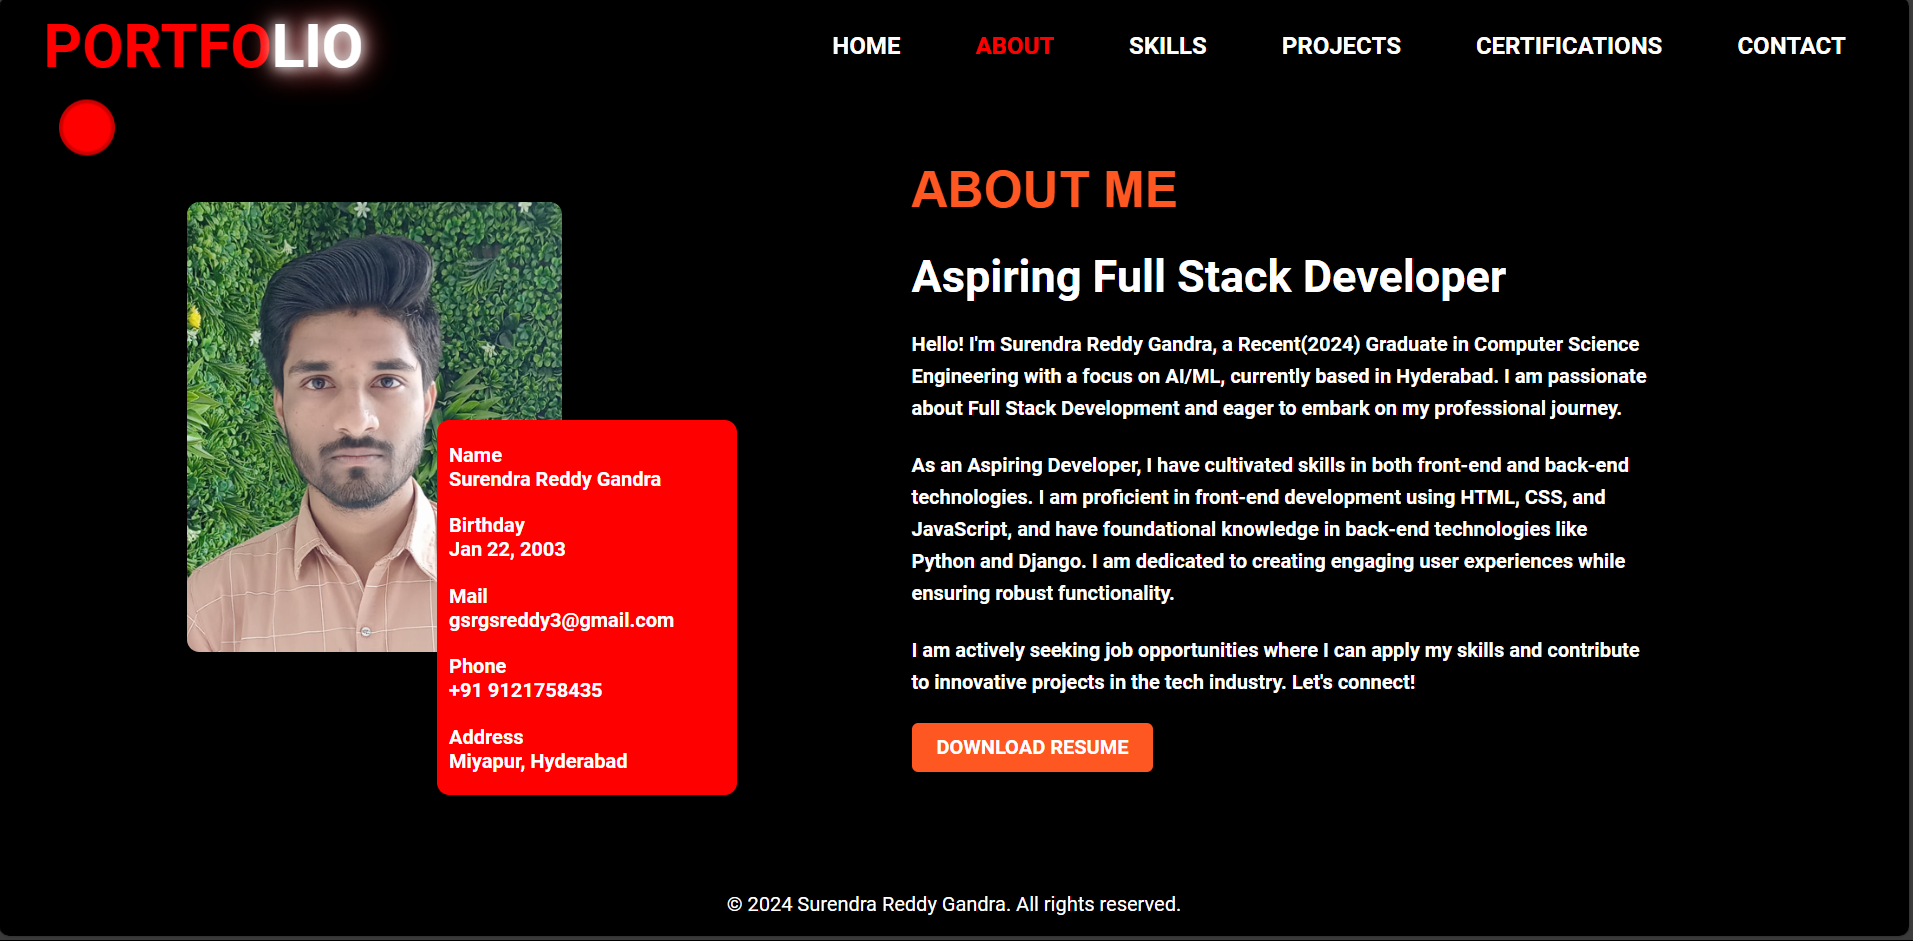 PORTFOLIO
HOME ABOUT SKILLS PROJECTS CERTIFICATIONS CONTACT
Name
Surendra Reddy Gandra
Birthday
Jan 22, 2003
Mail
gsrgsreddy3@gmail.com
Phone
+91 9121758435
Address
Miyapur, Hyderabad
ABOUT ME
Aspiring Full Stack Developer
Hello! I'm Surendra Reddy Gandra, a Recent(2024) Graduate in Computer Science
Engineering with a focus on AI/ML, currently based in Hyderabad. I am passionate
about Full Stack Development and eager to embark on my professional journey.
As an Aspiring Developer, I have cultivated skills in both front-end and back-end
technologies. I am proficient in front-end development using HTML, CSS, and
JavaScript, and have foundational knowledge in back-end technologies like
Python and Django. I am dedicated to creating engaging user experiences while
ensuring robust functionality.
I am actively seeking job opportunities where I can apply my skills and contribute
to innovative projects in the tech industry. Let's connect!
DOWNLOAD RESUME
© 2024 Surendra Reddy Gandra. All rights reserved.